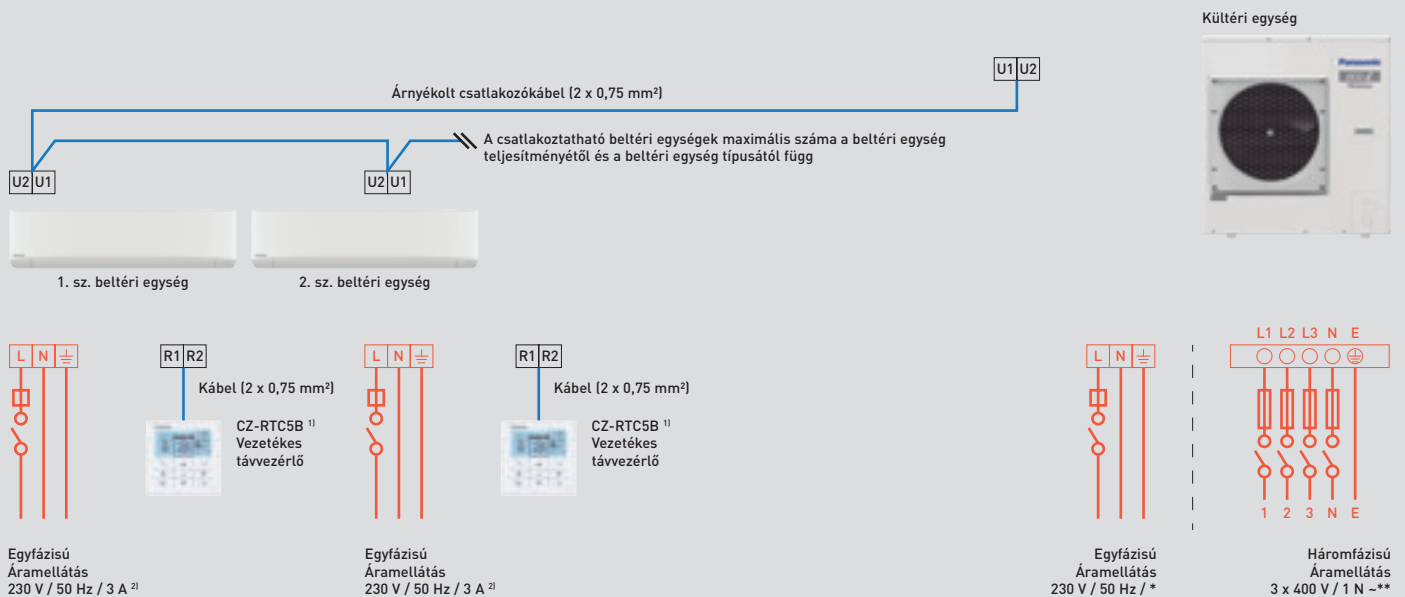 Kültéri egység
Panasonic
U1 U2
Árnyékolt csatlakozókábel (2 x 0,75 mm²)
A csatlakoztatható beltéri egységek maximális száma a beltéri egység
teljesítményétől és a beltéri egység típusától függ
U2 U1
U2 U1
1. sz. beltéri egység
2. sz. beltéri egység
L N
R1 R2
Kábel (2 x 0,75 mm²)
CZ-RTC5B ¹⁾
Vezetékes
távvezérlő
L N
R1 R2
Kábel (2 x 0,75 mm²)
CZ-RTC5B ¹⁾
Vezetékes
távvezérlő
L N
L1 L2 L3 N E
1 2 3 N E
Egyfázisú
Áramellátás
230 V / 50 Hz / 3 A ²⁾
Egyfázisú
Áramellátás
230 V / 50 Hz / 3 A ²⁾
Egyfázisú
Áramellátás
230 V / 50 Hz / *
Háromfázisú
Áramellátás
3 x 400 V / 1 N ~**